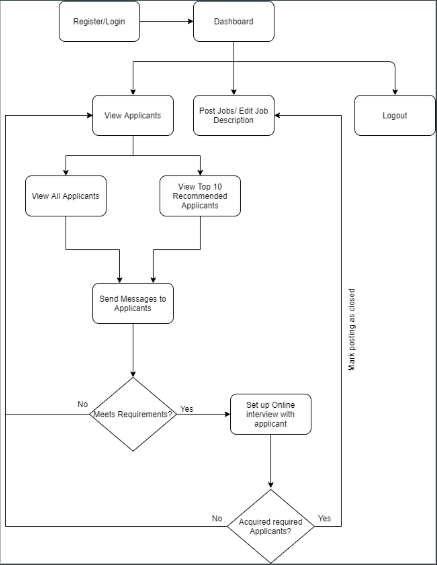 Register/Login
Dashboard
View Applicants
Post Jobs/ Edit Job
Description
Logout
View All Applicants
View Top 10
Recommended
Applicants
Send Messages to
Applicants
Mark posting as closed
No
Meets Requirements?
Yes
Set up Online
interview with
applicant
No
Acquired required
Applicants?
Yes